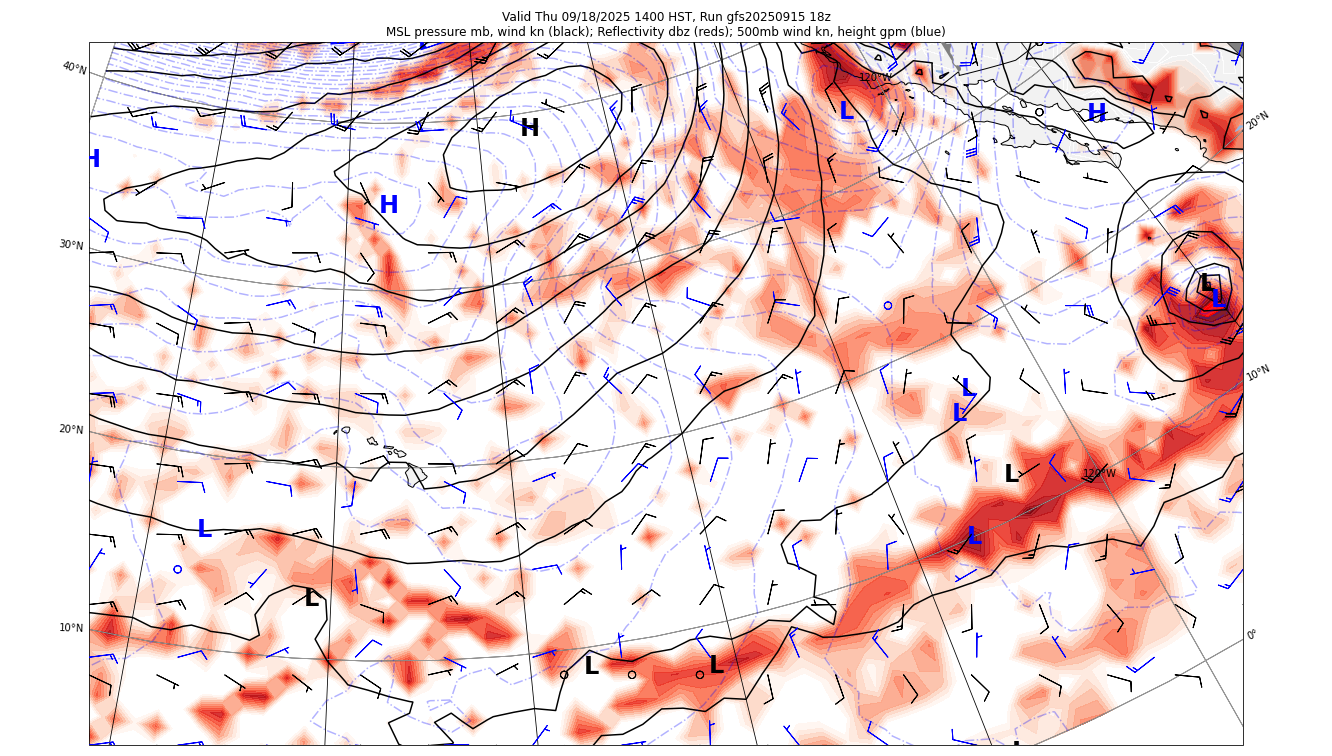 Valid Thu 09/18/2025 1400 HST, Run gfs20250915 18z
MSL pressure mb, wind kn (black); Reflectivity dbz (reds); 500mb wind kn, height gpm (blue)
40°N
120°W
L
H
H
20°N
H
H
30°N
L
L
10°N
L
L
20°N
L
120°W
L
L
L
10°N
0°
L
L